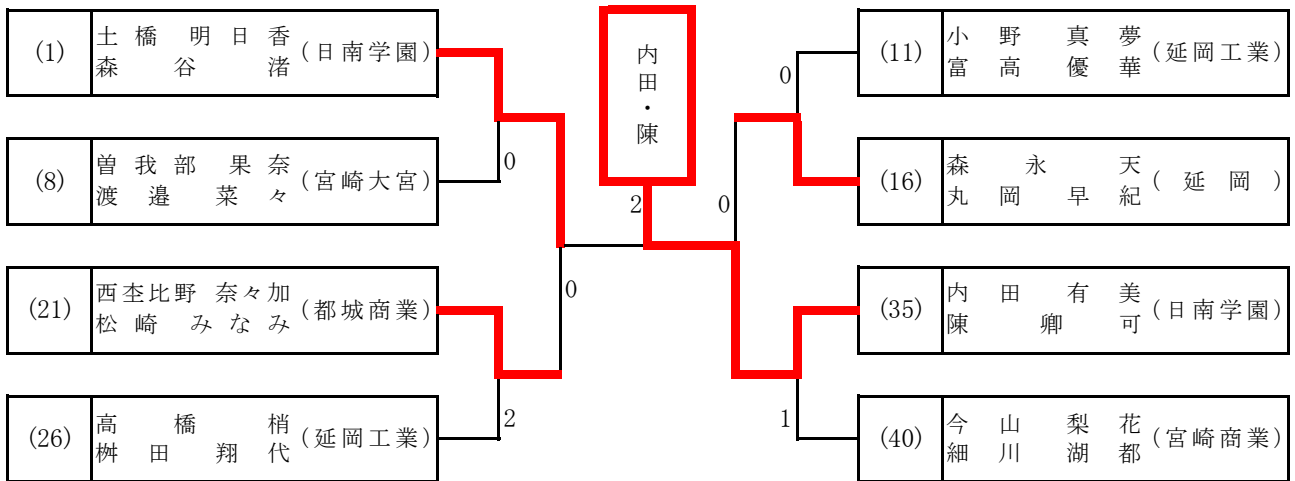 (1) 土橋 明日香 (日南学園)
森谷 渚
0
(8) 曽我部 果奈 (宮崎大宮)
渡邉 菜々
0
(21) 西杢比野 奈々加 (都城商業)
松崎 みなみ
2
(26) 高橋 梢 (延岡工業)
桝田 翔代
内田・陳
2
0
0
(11) 小野 真夢 (延岡工業)
富高 優華
(16) 森永 天 (延岡)
丸岡 早紀
(35) 内田 有美 (日南学園)
陳 卿可
1
(40) 今山 梨花 (宮崎商業)
細川 湖都